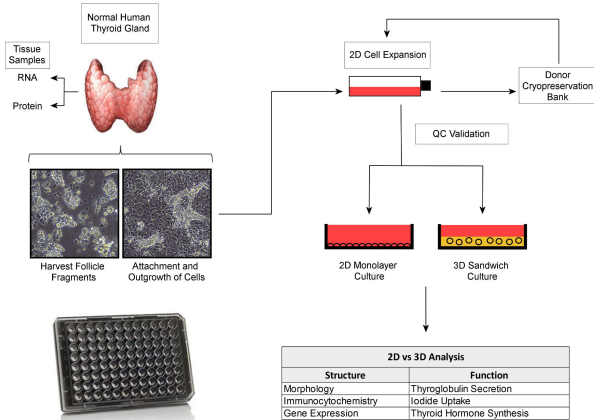 Normal Human
Thyroid Gland
Tissue
Samples
RNA
Protein
Harvest Follicle
Fragments
Attachment and
Outgrowth of Cells
2D Cell Expansion
Donor
Cryopreservation
Bank
QC Validation
2D Monolayer
Culture
3D Sandwich
Culture
2D vs 3D Analysis
Structure Function
Morphology Thyroglobulin Secretion
Immunocytochemistry Iodide Uptake
Gene Expression Thyroid Hormone Synthesis